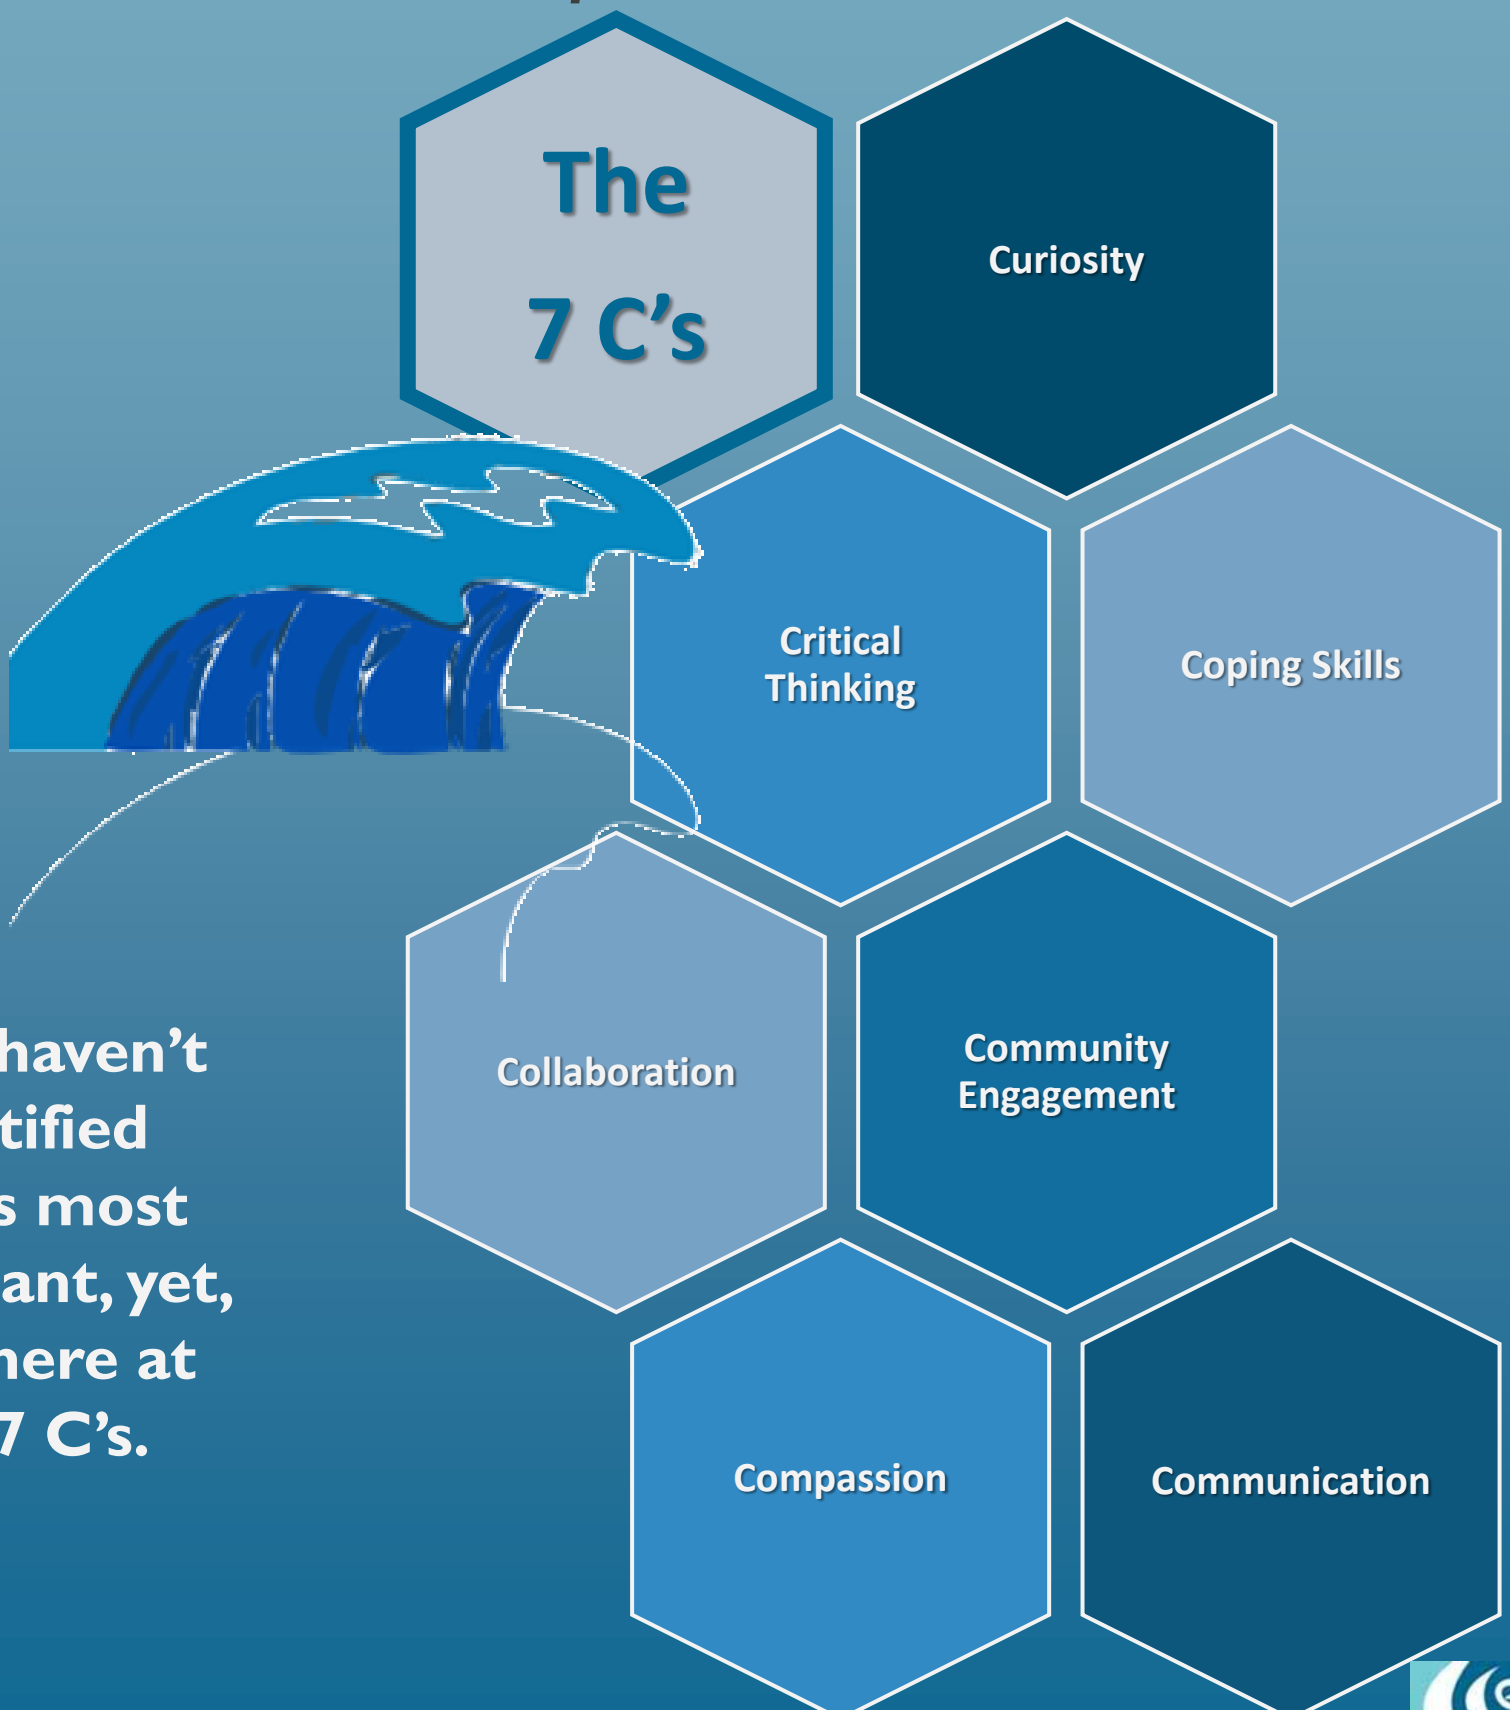 The
7 C’s
Curiosity
Critical
Thinking
Coping Skills
Collaboration
Community
Engagement
Compassion
Communication
haven’t
tified
s most
ant, yet,
here at
7 C’s.